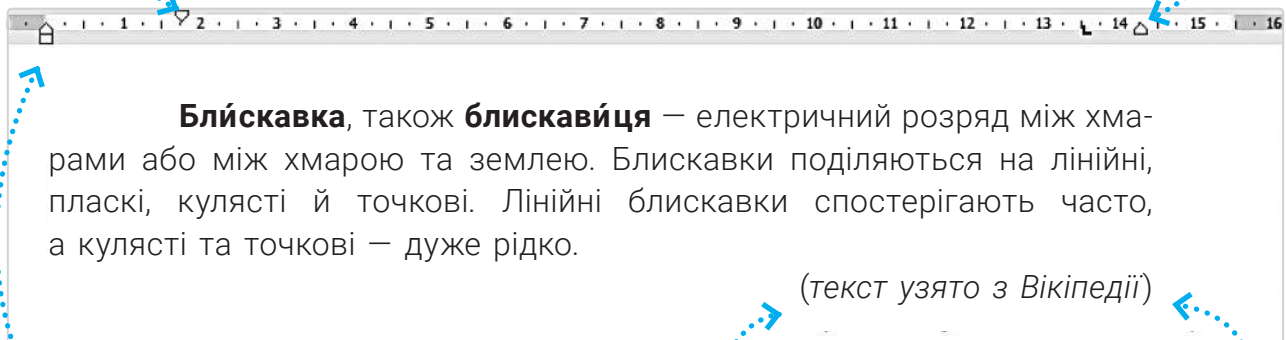 1 2 3 4 5 6 7 8 9 10 11 12 13 14 15 16
Бли́скавка, також блискави́ця — електричний розряд між хма-
рами або між хмарою та землею. Блискавки поділяються на лінійні,
пласкі, кулясті й точкові. Лінійні блискавки спостерігають часто,
а кулясті та точкові — дуже рідко.
(текст узято з Вікіпедії)